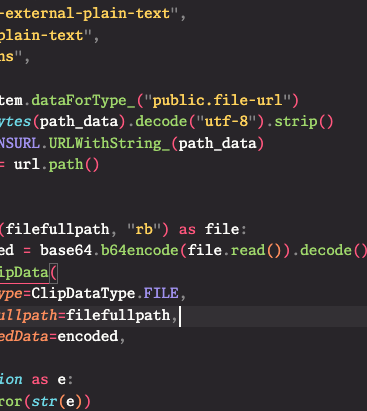 -external-plain-text",
plain-text",
ns",
tem.dataForType_("public.file-url")
ytes(path_data).decode("utf-8").strip()
NSURL.URLWithString_(path_data)
= url.path()
(filefullpath, "rb") as file:
ed = base64.b64encode(file.read()).decode()
ipData(
ype=ClipDataType.FILE,
ullpath=filefullpath,
edData=encoded,
ion as e:
ror(str(e))